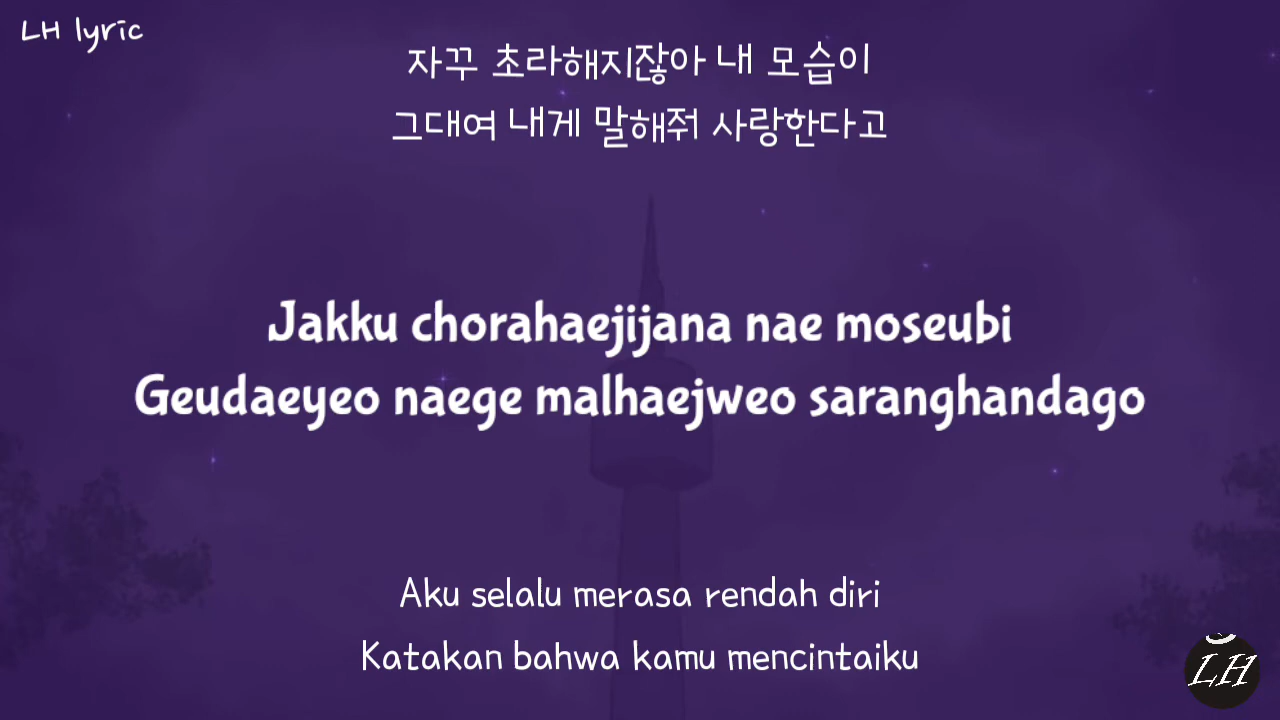 LH lyric
자꾸 초라해지잖아 내 모습이
그대여 내게 말해줘 사랑한다고
Jakku chorahaejijana nae moseubi
Geudaeyeo naege malhaejweo saranghandago
Aku selalu merasa rendah diri
Katakan bahwa kamu mencintaiku
LH